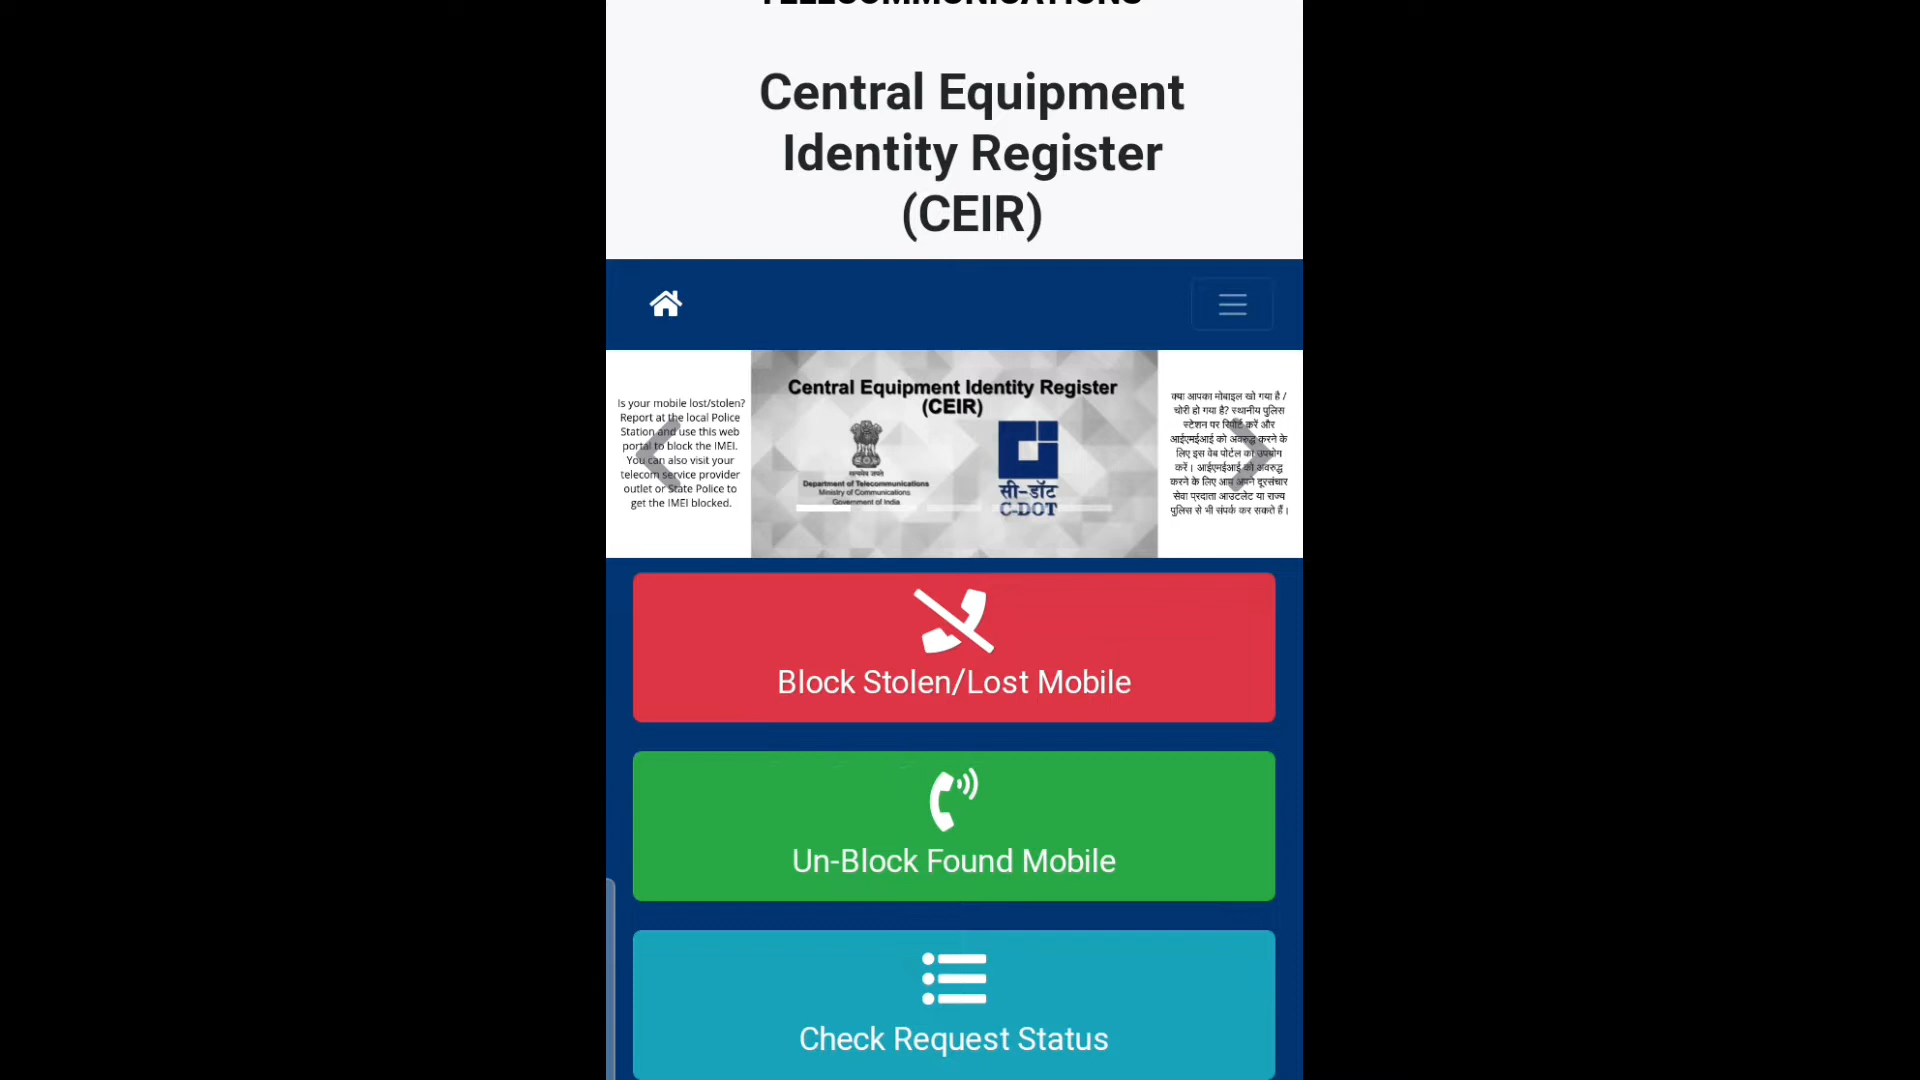 TELECOMMUNICATIONS
Central Equipment
Identity Register
(CEIR)
Is your mobile lost/stolen?
Report at the local Police
Station and use this web
portal to block the IMEI.
You can also visit your
telecom service provider
outlet or State Police to
get the IMEI blocked.
Central Equipment Identity Register
(CEIR)
सत्यमेव जयते
Department of Telecommunications
Ministry of Communications
Government of India
सी-डॉट
C-DOT
क्या आपका मोबाइल खो गया है /
चोरी हो गया है? स्थानीय पुलिस
स्टेशन पर रिपोर्ट करें और
आईएमईआई को अवरुद्ध करने के
लिए इस वेब पोर्टल का उपयोग
करें। आईएमईआई को अवरुद्ध
करने के लिए आप अपने दूरसंचार
सेवा प्रदाता आउटलेट या राज्य
पुलिस से भी संपर्क कर सकते हैं।
Block Stolen/Lost Mobile
Un-Block Found Mobile
Check Request Status